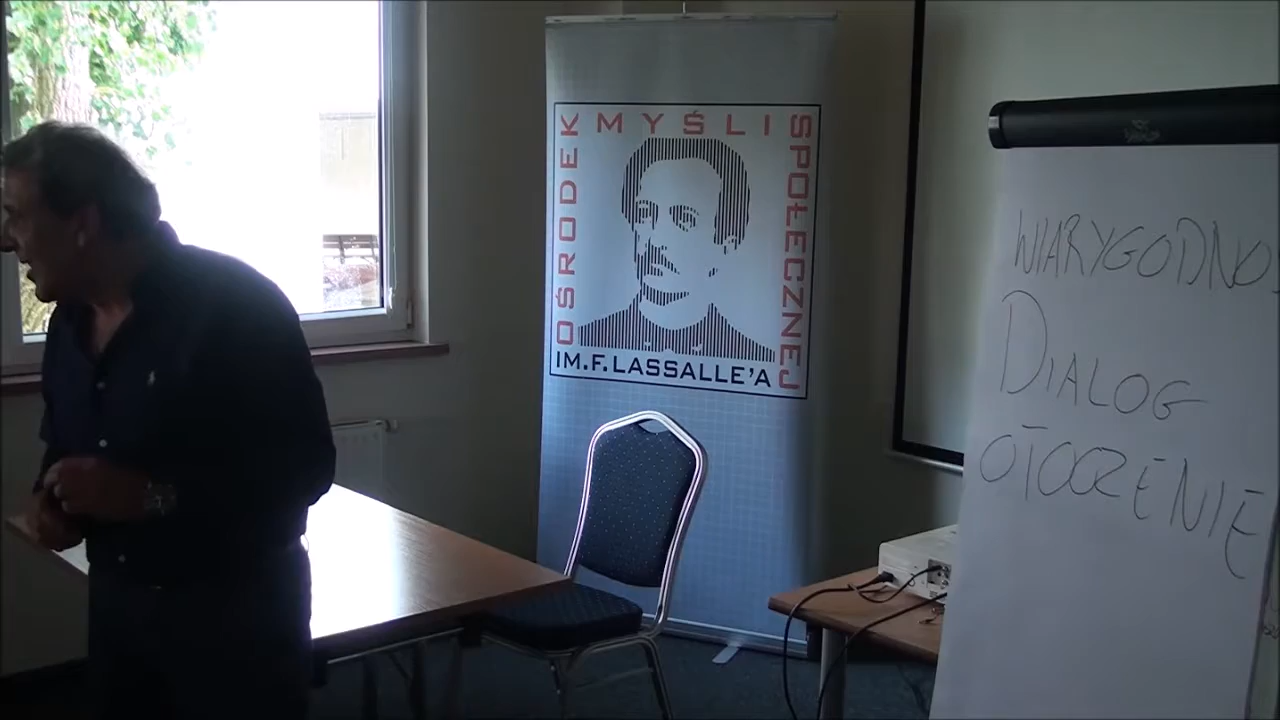 OŚRODEK MYŚLI SPOŁECZNEJ
IM. F. LASSALLE'A
WIARYGODNO
DIALOG
OTOCZENIE